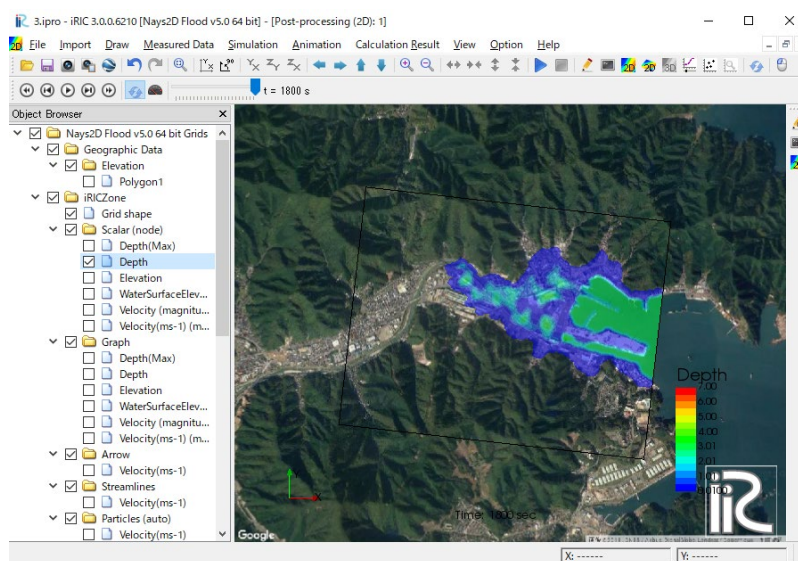 3.ipro - iRIC 3.0.0.6210 [Nays2D Flood v5.0 64 bit] - [Post-processing (2D): 1]
File Import Draw Measured Data Simulation Animation Calculation Result View Option Help
t = 1800 s
Object Browser
Nays2D Flood v5.0 64 bit Grids
Geographic Data
Elevation
Polygon1
iRICZone
Grid shape
Scalar (node)
Depth(Max)
Depth
Elevation
WaterSurfaceElev...
Velocity (magnitu...
Velocity(ms-1) (m...
Graph
Depth(Max)
Depth
Elevation
WaterSurfaceElev...
Velocity (magnitu...
Velocity(ms-1) (m...
Arrow
Velocity(ms-1)
Streamlines
Velocity(ms-1)
Particles (auto)
Velocity(ms-1)
Depth
7.00
6.00
5.00
4.00
3.01
2.01
1.01
0.0100
Time: 1800 sec
Google
iRIC
X: ------
Y: ------